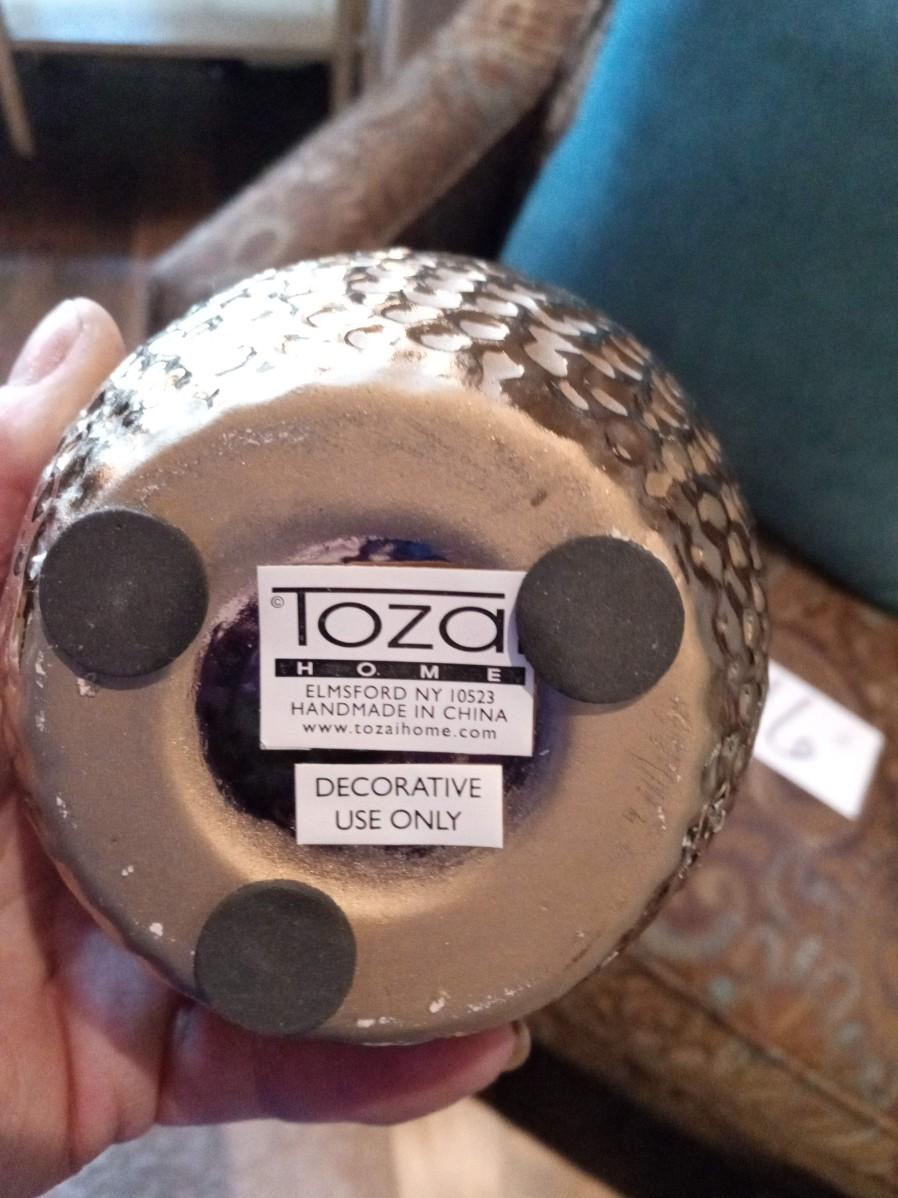 © Toza
HOME
ELMSFORD NY 10523
HANDMADE IN CHINA
www.tozaihome.com
DECORATIVE
USE ONLY